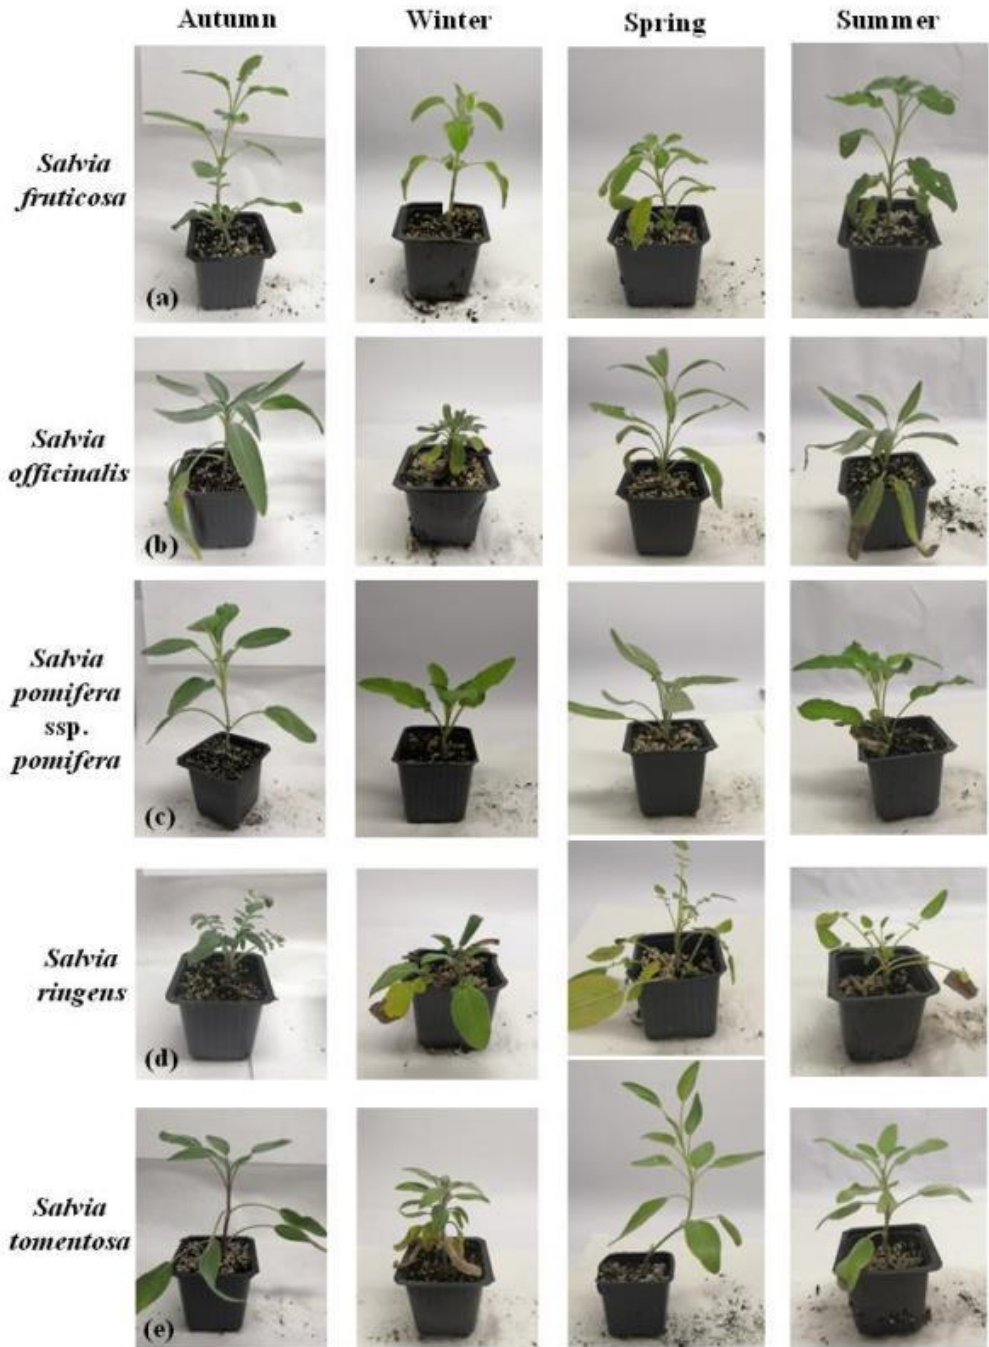 Autumn Winter Spring Summer
Salvia
fruticosa
(a)
Salvia
officinalis
(b)
Salvia
pomifera
ssp.
pomifera
(c)
Salvia
ringens
(d)
Salvia
tomentosa
(e)